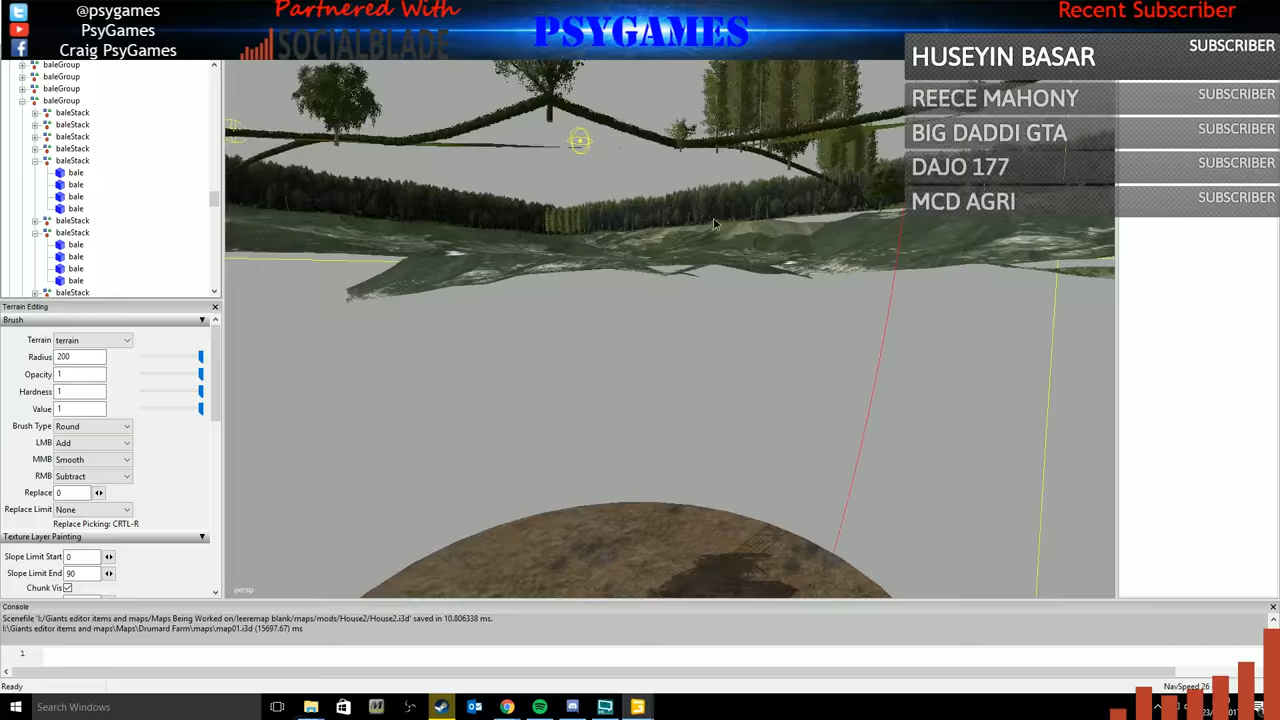 @psygames
PsyGames
Craig PsyGames
Partnered With
SOCIALBLADE
PSYGAMES
Recent Subscriber
HUSEYIN BASAR SUBSCRIBER
REECE MAHONY SUBSCRIBER
BIG DADDI GTA SUBSCRIBER
DAJO 177 SUBSCRIBER
MCD AGRI SUBSCRIBER
baleGroup
baleGroup
baleGroup
baleGroup
baleStack
baleStack
baleStack
baleStack
baleStack
bale
bale
bale
bale
baleStack
baleStack
bale
bale
bale
bale
baleStack
Terrain Editing
Brush
Terrain terrain
Radius 200
Opacity 1
Hardness 1
Value 1
Brush Type Round
LMB Add
MMB Smooth
RMB Subtract
Replace 0
Replace Limit None
Replace Picking: CRTL-R
Texture Layer Painting
Slope Limit Start 0
Slope Limit End 90
Chunk Vis
persp
Console
Scenefile 'I:/Giants editor items and maps/Maps Being Worked on/leeremap blank/maps/mods/House2/House2.i3d' saved in 10.806338 ms.
I:\Giants editor items and maps\Maps\Drumard Farm\maps\map01.i3d (15697.67) ms
1
Ready
NavSpeed 26
Search Windows